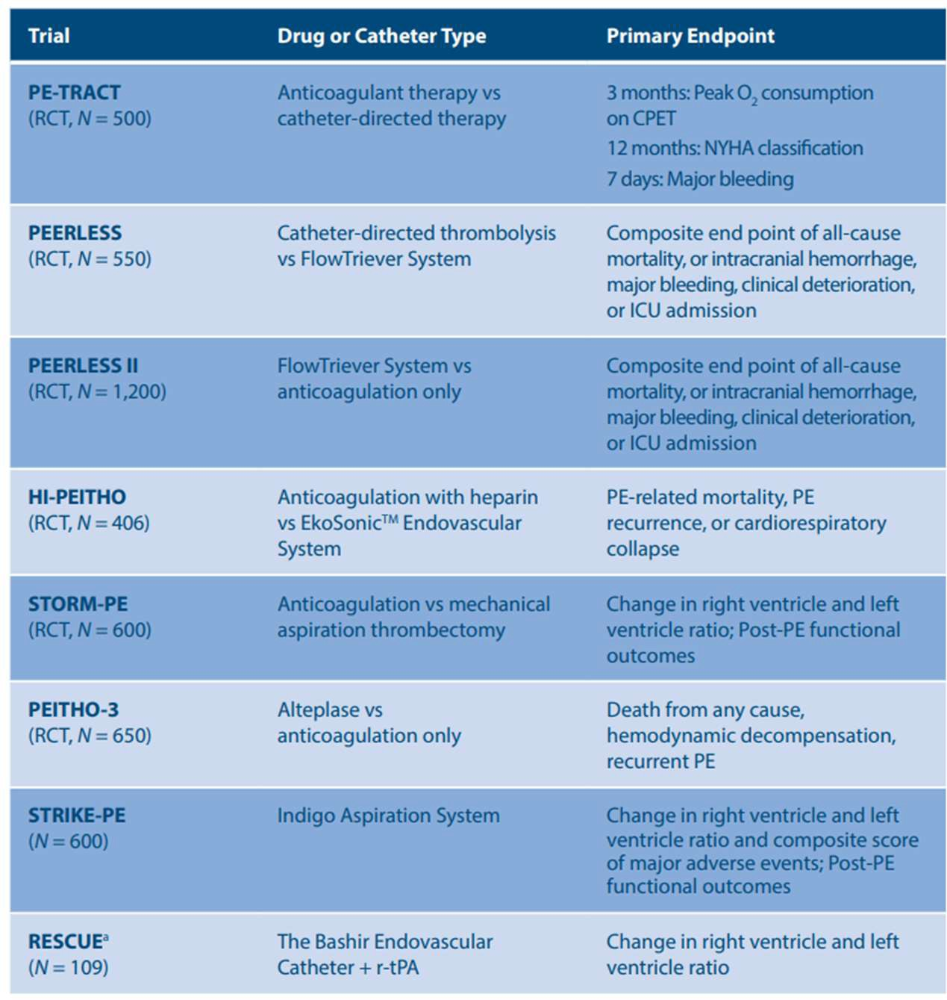 Trial Drug or Catheter Type Primary Endpoint
PE-TRACT
(RCT, N = 500)
Anticoagulant therapy vs
catheter-directed therapy
3 months: Peak O₂ consumption
on CPET
12 months: NYHA classification
7 days: Major bleeding
PEERLESS
(RCT, N = 550)
Catheter-directed thrombolysis
vs FlowTriever System
Composite end point of all-cause
mortality, or intracranial hemorrhage,
major bleeding, clinical deterioration,
or ICU admission
PEERLESS II
(RCT, N = 1,200)
FlowTriever System vs
anticoagulation only
Composite end point of all-cause
mortality, or intracranial hemorrhage,
major bleeding, clinical deterioration,
or ICU admission
HI-PEITHO
(RCT, N = 406)
Anticoagulation with heparin
vs EkoSonic™ Endovascular
System
PE-related mortality, PE
recurrence, or cardiorespiratory
collapse
STORM-PE
(RCT, N = 600)
Anticoagulation vs mechanical
aspiration thrombectomy
Change in right ventricle and left
ventricle ratio; Post-PE functional
outcomes
PEITHO-3
(RCT, N = 650)
Alteplase vs
anticoagulation only
Death from any cause,
hemodynamic decompensation,
recurrent PE
STRIKE-PE
(N = 600)
Indigo Aspiration System
Change in right ventricle and left
ventricle ratio and composite score
of major adverse events; Post-PE
functional outcomes
RESCUEᵃ
(N = 109)
The Bashir Endovascular
Catheter + r-tPA
Change in right ventricle and left
ventricle ratio